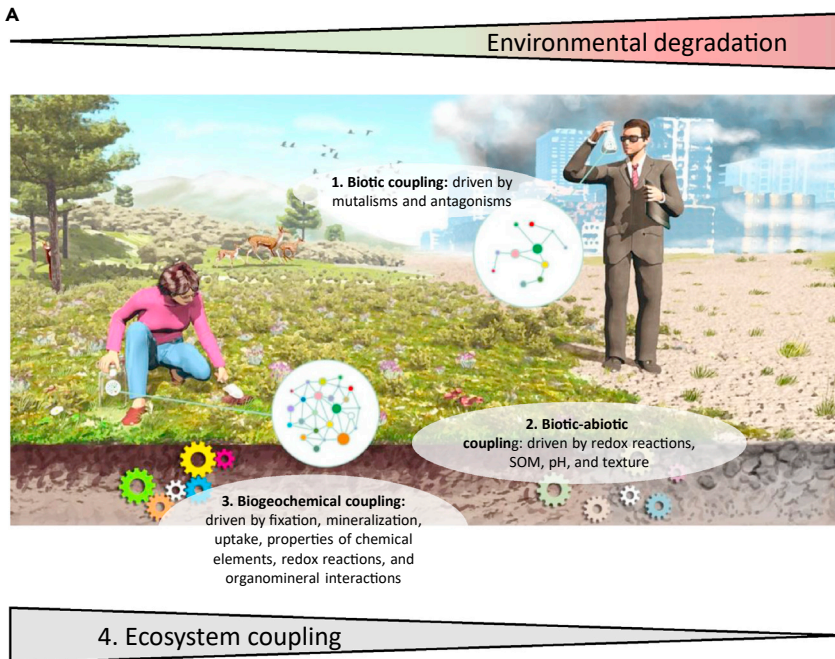 A
Environmental degradation
1. Biotic coupling: driven by
mutualisms and antagonisms
2. Biotic-abiotic
coupling: driven by redox reactions,
SOM, pH, and texture
3. Biogeochemical coupling:
driven by fixation, mineralization,
uptake, properties of chemical
elements, redox reactions, and
organomineral interactions
4. Ecosystem coupling